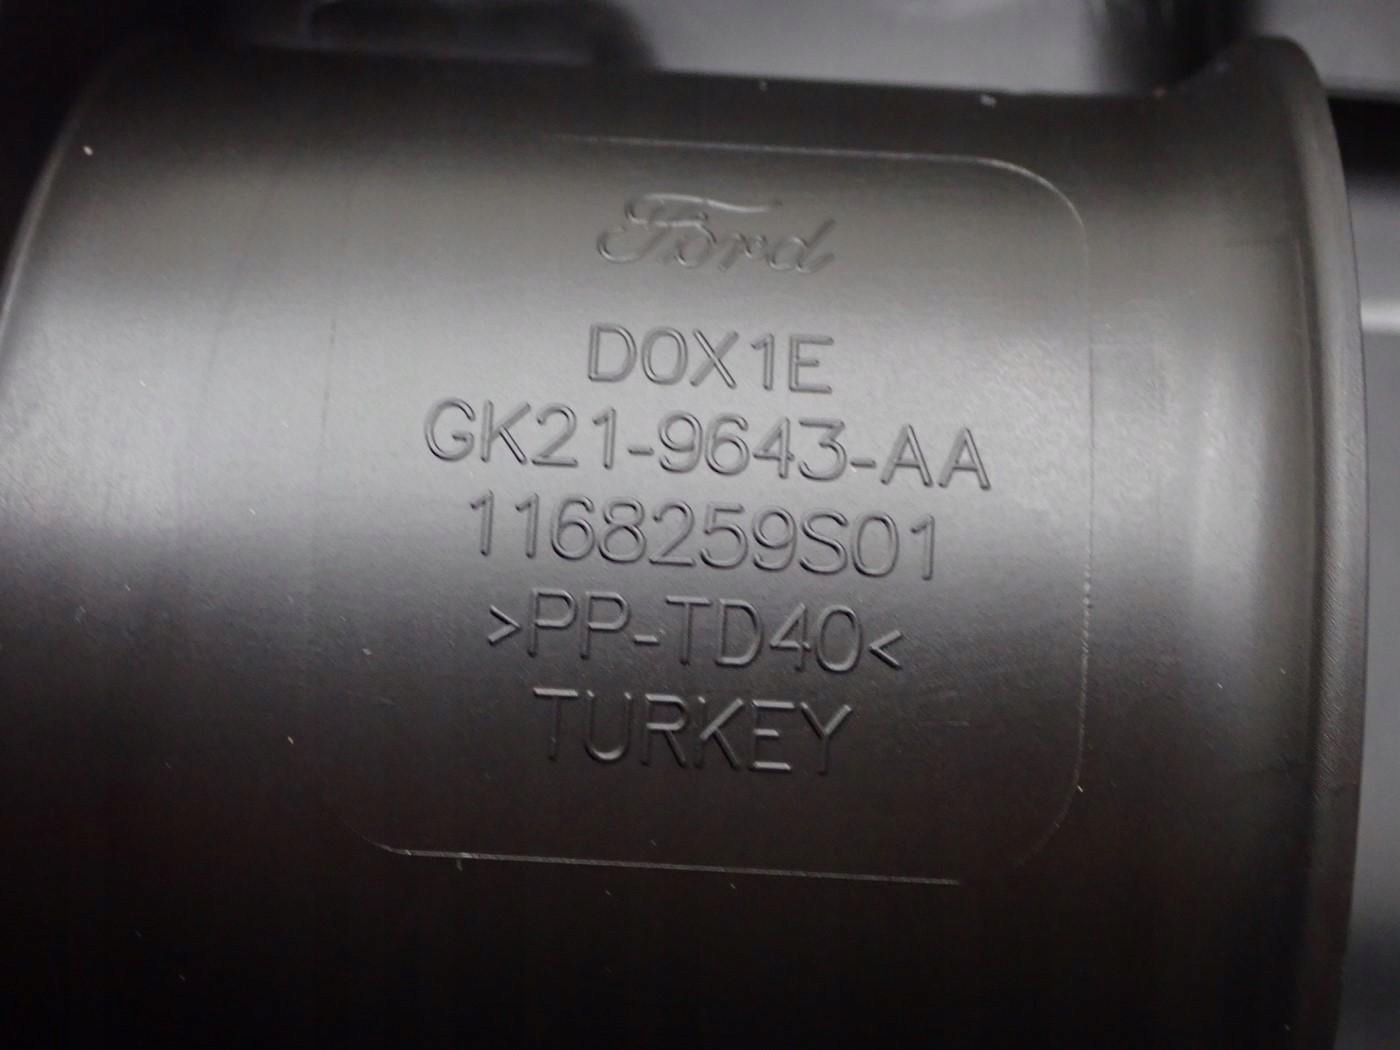 Ford
D0X1E
GK21-9643-AA
1168259S01
>PP-TD40<
TURKEY